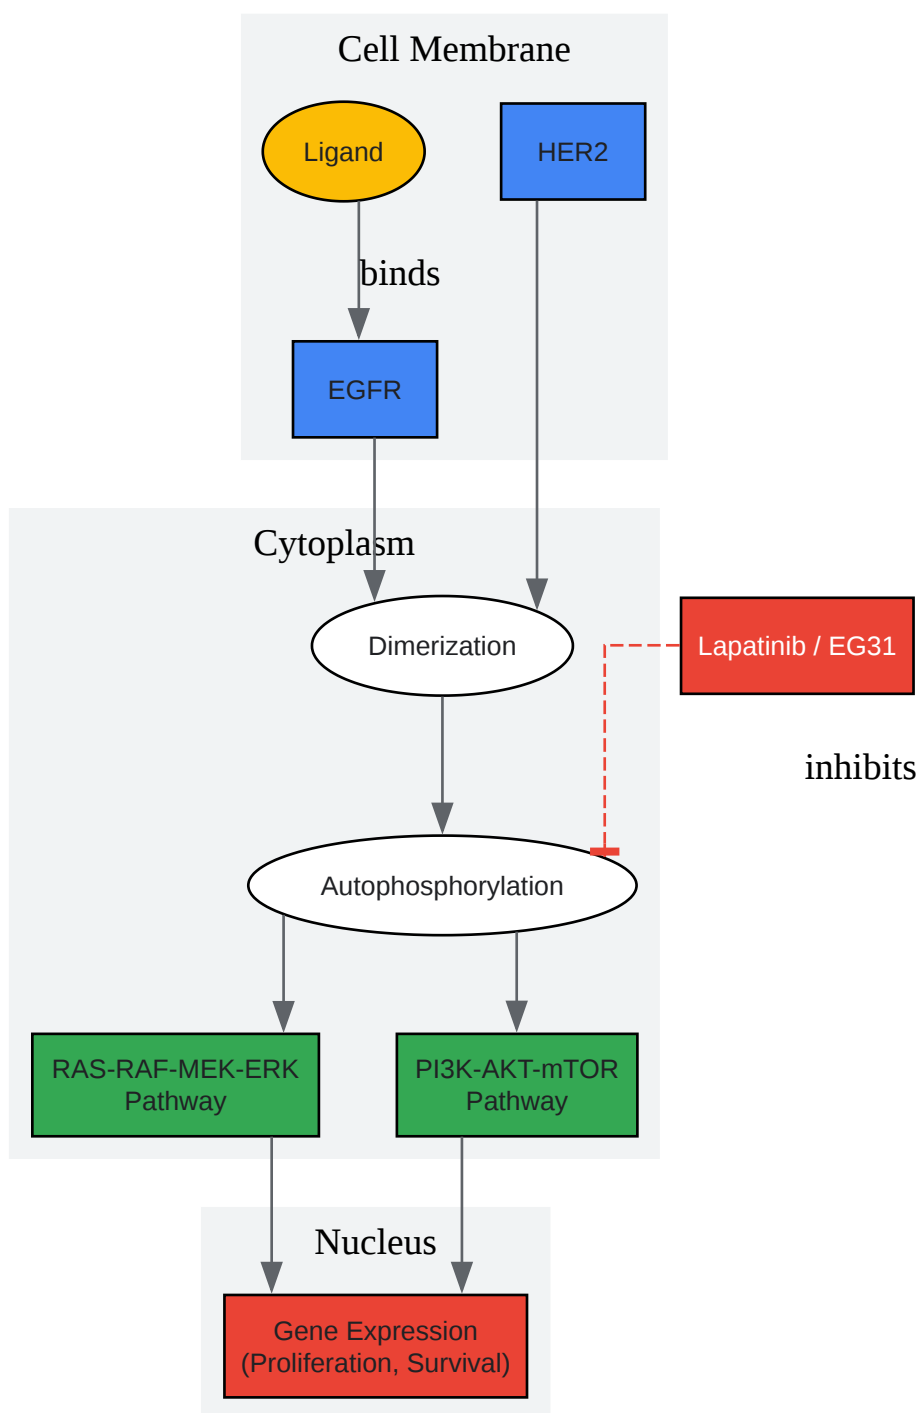 Cell Membrane
Ligand
HER2
binds
EGFR
Cytoplasm
Dimerization
Lapatinib / EG31
inhibits
Autophosphorylation
RAS-RAF-MEK-ERK
Pathway
PI3K-AKT-mTOR
Pathway
Nucleus
Gene Expression
(Proliferation, Survival)